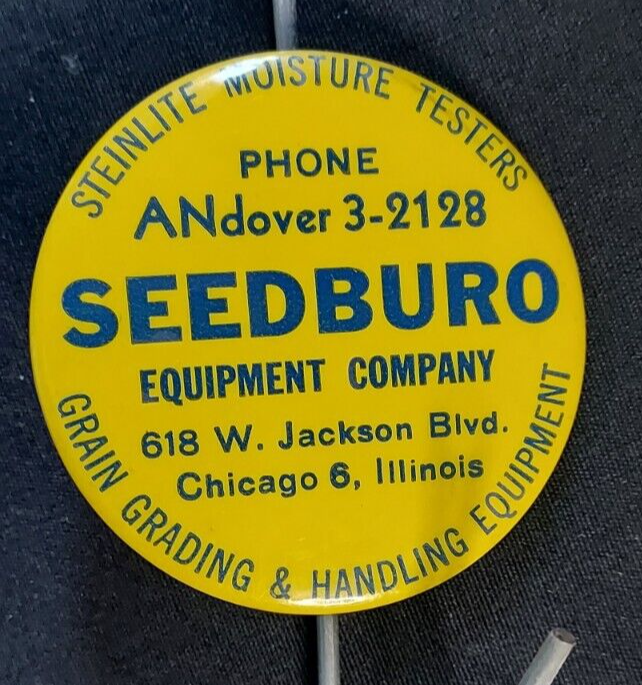 STEINLITE MOISTURE TESTERS
PHONE
ANdover 3-2128
SEEDBURO
EQUIPMENT COMPANY
618 W. Jackson Blvd.
Chicago 6, Illinois
GRAIN GRADING & HANDLING EQUIPMENT